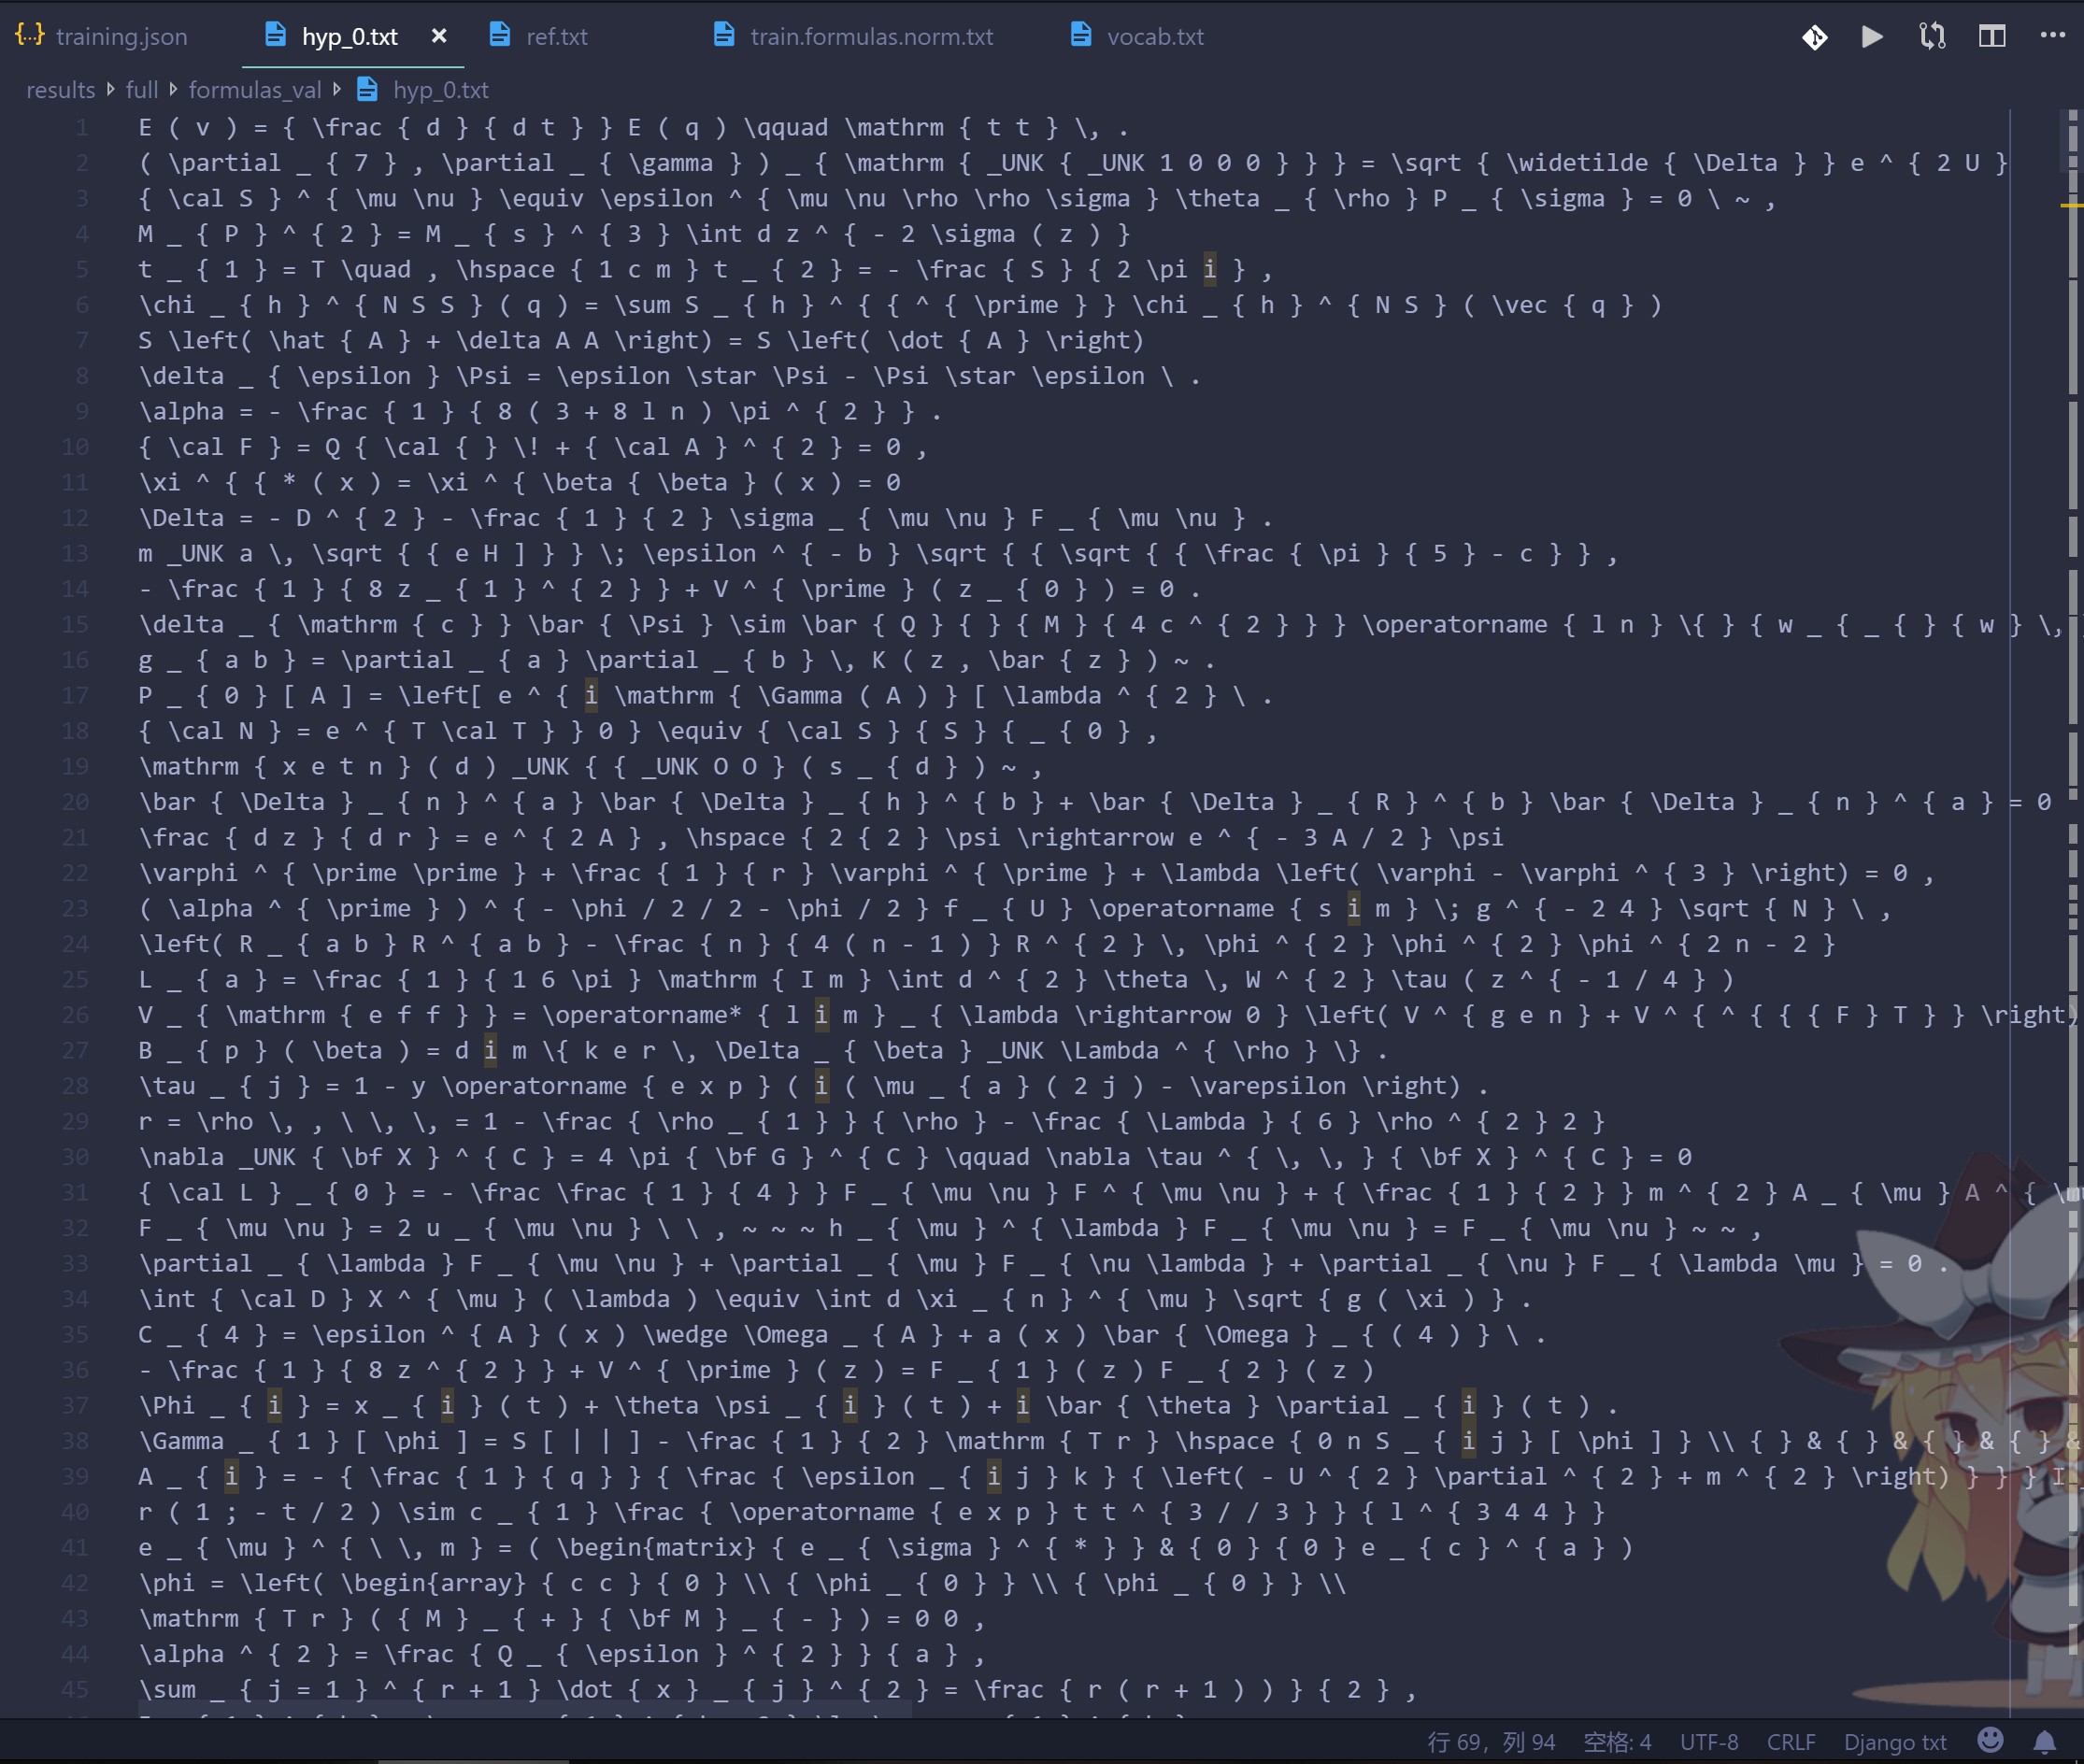 training.json hyp_0.txt × ref.txt train.formulas.norm.txt vocab.txt
results full formulas_val hyp_0.txt
1 E ( v ) = { \frac { d } { d t } } E ( q ) \qquad \mathrm { t t } \, .
2 ( \partial _ { 7 } , \partial _ { \gamma } ) _ { \mathrm { _UNK { _UNK 1 0 0 0 } } } = \sqrt { \widetilde { \Delta } } e ^ { 2 U }
3 { \cal S } ^ { \mu \nu } \equiv \epsilon ^ { \mu \nu \rho \rho \sigma } \theta _ { \rho } P _ { \sigma } = 0 \ ~ ,
4 M _ { P } ^ { 2 } = M _ { s } ^ { 3 } \int d z ^ { - 2 \sigma ( z ) }
5 t _ { 1 } = T \quad , \hspace { 1 c m } t _ { 2 } = - \frac { S } { 2 \pi i } ,
6 \chi _ { h } ^ { N S S } ( q ) = \sum S _ { h } ^ { { ^ { \prime } } \chi _ { h } ^ { N S } ( \vec { q } )
7 S \left( \hat { A } + \delta A A \right) = S \left( \dot { A } \right)
8 \delta _ { \epsilon } \Psi = \epsilon \star \Psi - \Psi \star \epsilon \ .
9 \alpha = - \frac { 1 } { 8 ( 3 + 8 l n ) \pi ^ { 2 } } .
10 { \cal F } = Q { \cal { } \! + { \cal A } ^ { 2 } = 0 ,
11 \xi ^ { { * ( x ) = \xi ^ { \beta { \beta } ( x ) = 0
12 \Delta = - D ^ { 2 } - \frac { 1 } { 2 } \sigma _ { \mu \nu } F _ { \mu \nu } .
13 m _UNK a \, \sqrt { { e H ] } } \; \epsilon ^ { - b } \sqrt { { \sqrt { { \frac { \pi } { 5 } - c } } ,
14 - \frac { 1 } { 8 z _ { 1 } ^ { 2 } } + V ^ { \prime } ( z _ { 0 } ) = 0 .
15 \delta _ { \mathrm { c } } \bar { \Psi } \sim \bar { Q } { } { M } { 4 c ^ { 2 } } } \operatorname { l n } \{ } { w _ { _ { } { w } \,
16 g _ { a b } = \partial _ { a } \partial _ { b } \, K ( z , \bar { z } ) ~ .
17 P _ { 0 } [ A ] = \left[ e ^ { i \mathrm { \Gamma ( A ) } [ \lambda ^ { 2 } \ .
18 { \cal N } = e ^ { T \cal T } } 0 } \equiv { \cal S } { S } { _ { 0 } ,
19 \mathrm { x e t n } ( d ) _UNK { { _UNK O O } ( s _ { d } ) ~ ,
20 \bar { \Delta } _ { n } ^ { a } \bar { \Delta } _ { h } ^ { b } + \bar { \Delta } _ { R } ^ { b } \bar { \Delta } _ { n } ^ { a } = 0
21 \frac { d z } { d r } = e ^ { 2 A } , \hspace { 2 { 2 } \psi \rightarrow e ^ { - 3 A / 2 } \psi
22 \varphi ^ { \prime \prime } + \frac { 1 } { r } \varphi ^ { \prime } + \lambda \left( \varphi - \varphi ^ { 3 } \right) = 0 ,
23 ( \alpha ^ { \prime } ) ^ { - \phi / 2 / 2 - \phi / 2 } f _ { U } \operatorname { s i m } \; g ^ { - 2 4 } \sqrt { N } \ ,
24 \left( R _ { a b } R ^ { a b } - \frac { n } { 4 ( n - 1 ) } R ^ { 2 } \, \phi ^ { 2 } \phi ^ { 2 } \phi ^ { 2 n - 2 }
25 L _ { a } = \frac { 1 } { 1 6 \pi } \mathrm { I m } \int d ^ { 2 } \theta \, W ^ { 2 } \tau ( z ^ { - 1 / 4 } )
26 V _ { \mathrm { e f f } } = \operatorname* { l i m } _ { \lambda \rightarrow 0 } \left( V ^ { g e n } + V ^ { ^ { { { F } T } } \right)
27 B _ { p } ( \beta ) = d i m \{ k e r \, \Delta _ { \beta } _UNK \Lambda ^ { \rho } \} .
28 \tau _ { j } = 1 - y \operatorname { e x p } ( i ( \mu _ { a } ( 2 j ) - \varepsilon \right) .
29 r = \rho \, , \ \, \, = 1 - \frac { \rho _ { 1 } } { \rho } - \frac { \Lambda } { 6 } \rho ^ { 2 } 2 }
30 \nabla _UNK { \bf X } ^ { C } = 4 \pi { \bf G } ^ { C } \qquad \nabla \tau ^ { \, \, } { \bf X } ^ { C } = 0
31 { \cal L } _ { 0 } = - \frac \frac { 1 } { 4 } } F _ { \mu \nu } F ^ { \mu \nu } + { \frac { 1 } { 2 } } m ^ { 2 } A _ { \mu } A ^ { \mu
32 F _ { \mu \nu } = 2 u _ { \mu \nu } \ \ , ~ ~ ~ h _ { \mu } ^ { \lambda } F _ { \mu \nu } = F _ { \mu \nu } ~ ~ ,
33 \partial _ { \lambda } F _ { \mu \nu } + \partial _ { \mu } F _ { \nu \lambda } + \partial _ { \nu } F _ { \lambda \mu } = 0 .
34 \int { \cal D } X ^ { \mu } ( \lambda ) \equiv \int d \xi _ { n } ^ { \mu } \sqrt { g ( \xi ) } .
35 C _ { 4 } = \epsilon ^ { A } ( x ) \wedge \Omega _ { A } + a ( x ) \bar { \Omega } _ { ( 4 ) } \ .
36 - \frac { 1 } { 8 z ^ { 2 } } + V ^ { \prime } ( z ) = F _ { 1 } ( z ) F _ { 2 } ( z )
37 \Phi _ { i } = x _ { i } ( t ) + \theta \psi _ { i } ( t ) + i \bar { \theta } \partial _ { i } ( t ) .
38 \Gamma _ { 1 } [ \phi ] = S [ | | ] - \frac { 1 } { 2 } \mathrm { T r } \hspace { 0 n S _ { i j } [ \phi ] } \\ { } & { } & { } & { } &
39 A _ { i } = - { \frac { 1 } { q } } { \frac { \epsilon _ { i j } k } { \left( - U ^ { 2 } \partial ^ { 2 } + m ^ { 2 } \right) } } } I
40 r ( 1 ; - t / 2 ) \sim c _ { 1 } \frac { \operatorname { e x p } t t ^ { 3 / / 3 } } { l ^ { 3 4 4 } }
41 e _ { \mu } ^ { \ \, m } = ( \begin{matrix} { e _ { \sigma } ^ { * } } & { 0 } { 0 } e _ { c } ^ { a } )
42 \phi = \left( \begin{array} { c c } { 0 } \\ { \phi _ { 0 } } \\ { \phi _ { 0 } } \\
43 \mathrm { T r } ( { M } _ { + } { \bf M } _ { - } ) = 0 0 ,
44 \alpha ^ { 2 } = \frac { Q _ { \epsilon } ^ { 2 } } { a } ,
45 \sum _ { j = 1 } ^ { r + 1 } \dot { x } _ { j } ^ { 2 } = \frac { r ( r + 1 ) ) } { 2 } ,
行 69，列 94 空格: 4 UTF-8 CRLF Django txt